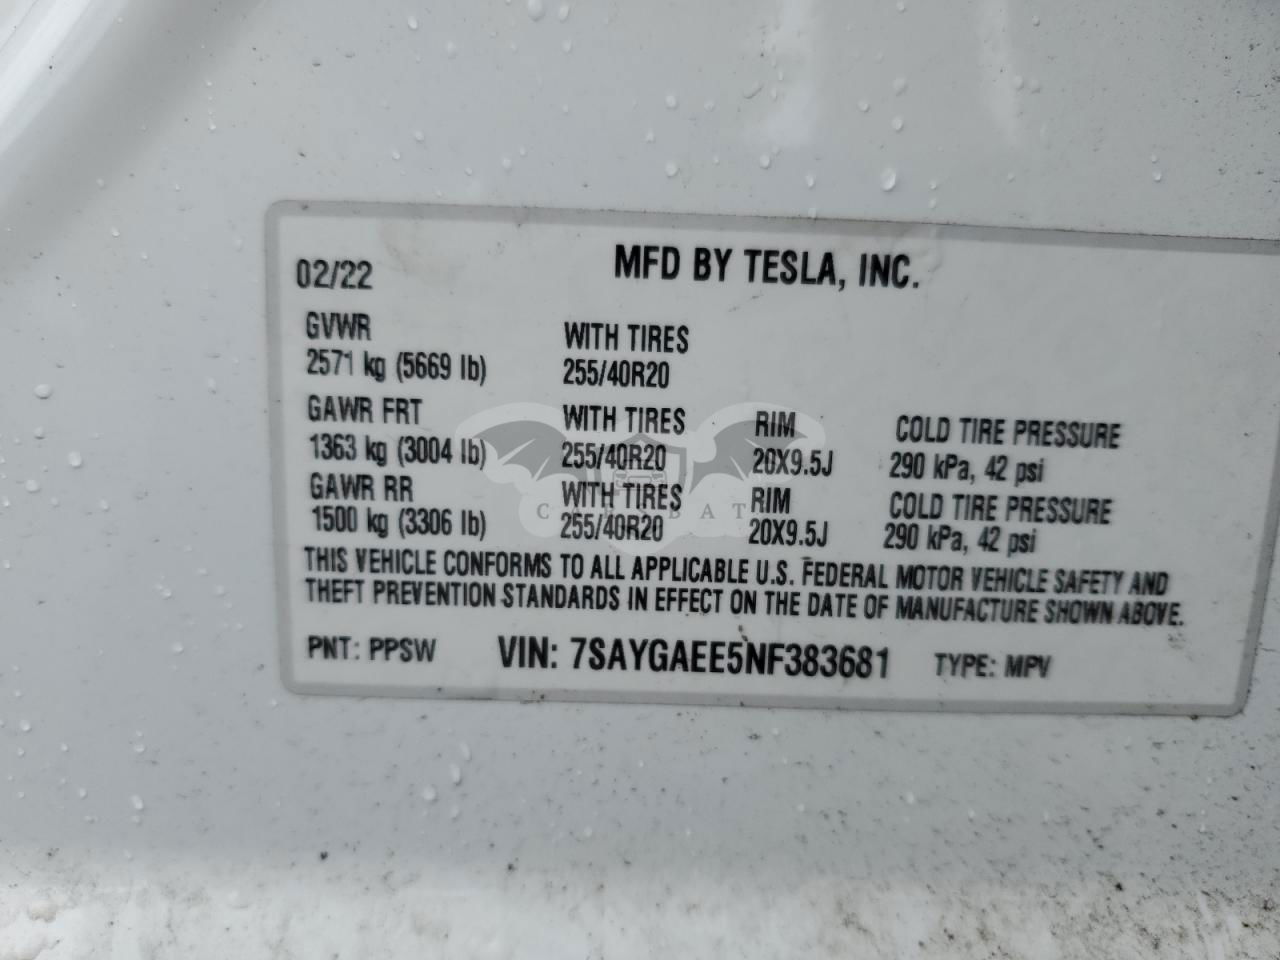 02/22 MFD BY TESLA, INC.
GVWR WITH TIRES
2571 kg (5669 lb) 255/40R20
GAWR FRT WITH TIRES RIM COLD TIRE PRESSURE
1363 kg (3004 lb) 255/40R20 20X9.5J 290 kPa, 42 psi
GAWR RR WITH TIRES RIM COLD TIRE PRESSURE
1500 kg (3306 lb) 255/40R20 20X9.5J 290 kPa, 42 psi
THIS VEHICLE CONFORMS TO ALL APPLICABLE U.S. FEDERAL MOTOR VEHICLE SAFETY AND
THEFT PREVENTION STANDARDS IN EFFECT ON THE DATE OF MANUFACTURE SHOWN ABOVE.
PNT: PPSW VIN: 7SAYGAEE5NF383681 TYPE: MPV